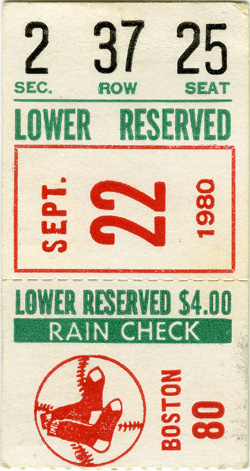 2 37 25
SEC. ROW SEAT
LOWER RESERVED
SEPT. 22 1980
LOWER RESERVED $4.00
RAIN CHECK
BOSTON 80